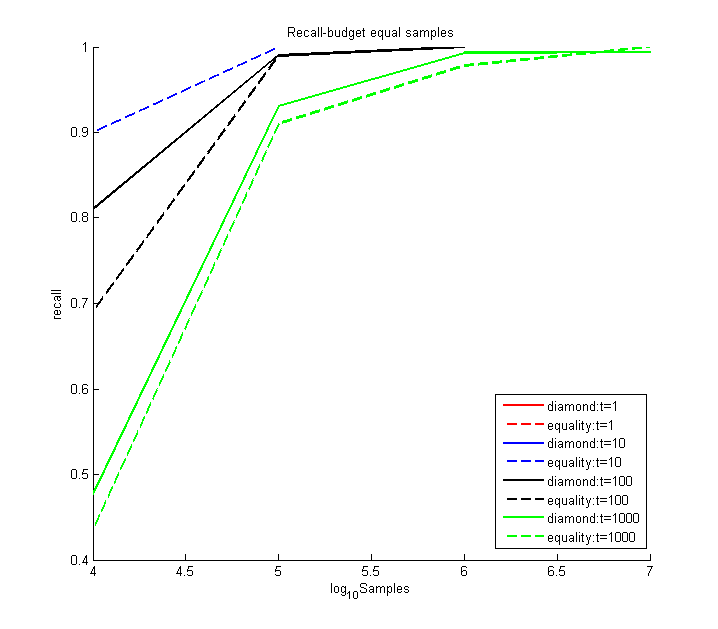 Recall-budget equal samples
1
0.9
0.8
0.7
0.6
0.5
0.4
recall
4
4.5
5
5.5
6
6.5
7
log10Samples
diamond:t=1
equality:t=1
diamond:t=10
equality:t=10
diamond:t=100
equality:t=100
diamond:t=1000
equality:t=1000